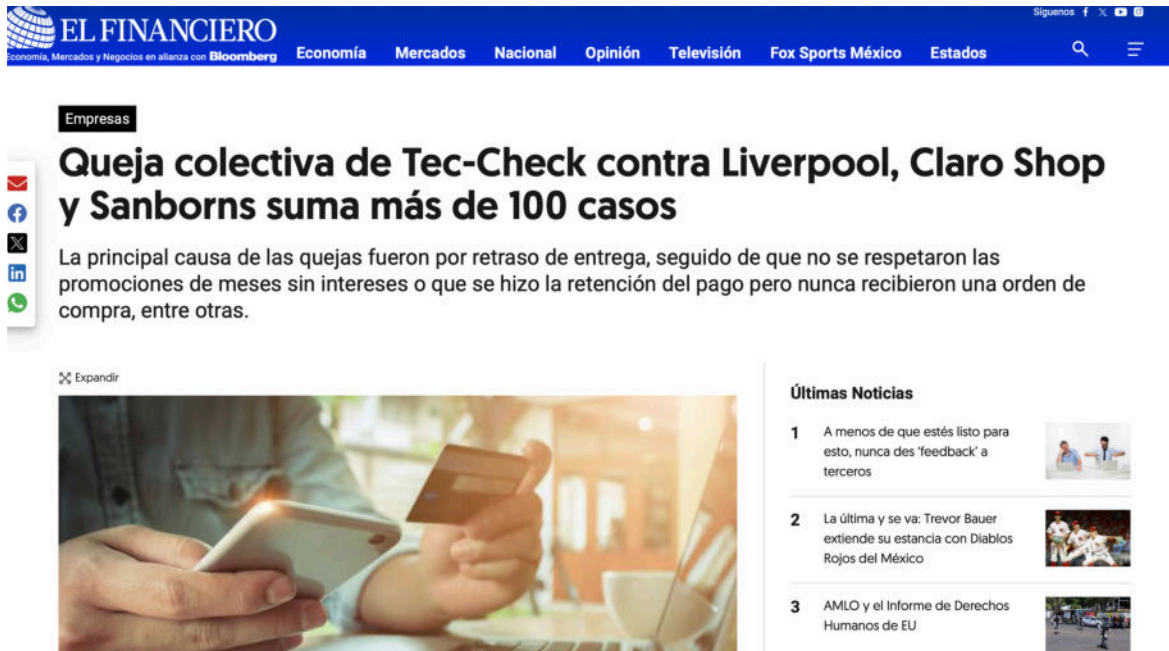 Síguenos
EL FINANCIERO
Economía, Mercados y Negocios en alianza con Bloomberg
Economía Mercados Nacional Opinión Televisión Fox Sports México Estados
Empresas
Queja colectiva de Tec-Check contra Liverpool, Claro Shop
y Sanborns suma más de 100 casos
La principal causa de las quejas fueron por retraso de entrega, seguido de que no se respetaron las
promociones de meses sin intereses o que se hizo la retención del pago pero nunca recibieron una orden de
compra, entre otras.
Expandir
Últimas Noticias
1 A menos de que estés listo para
esto, nunca des 'feedback' a
terceros
2 La última y se va: Trevor Bauer
extiende su estancia con Diablos
Rojos del México
3 AMLO y el Informe de Derechos
Humanos de EU